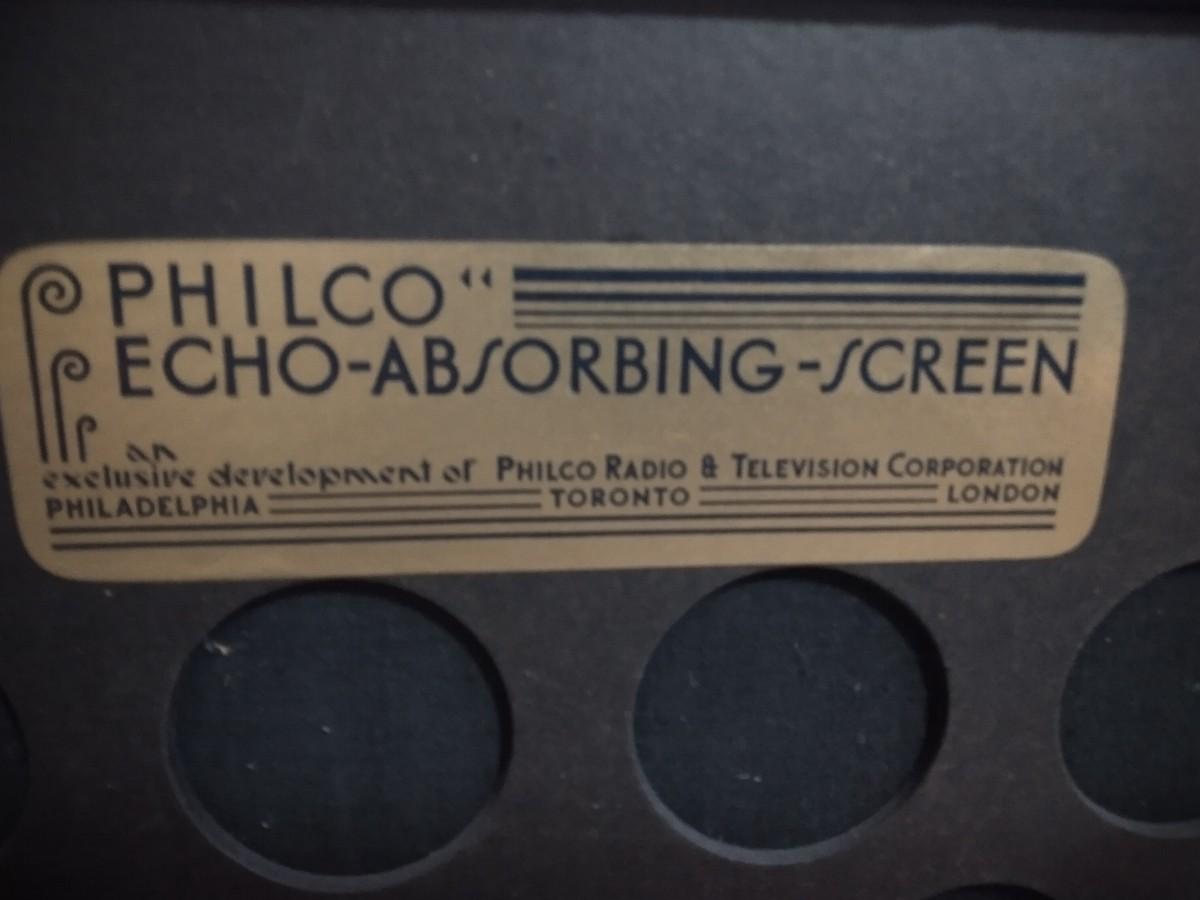 PHILCO“
ECHO-ABSORBING-SCREEN
an
exclusive development of PHILCO RADIO & TELEVISION CORPORATION
PHILADELPHIA TORONTO LONDON